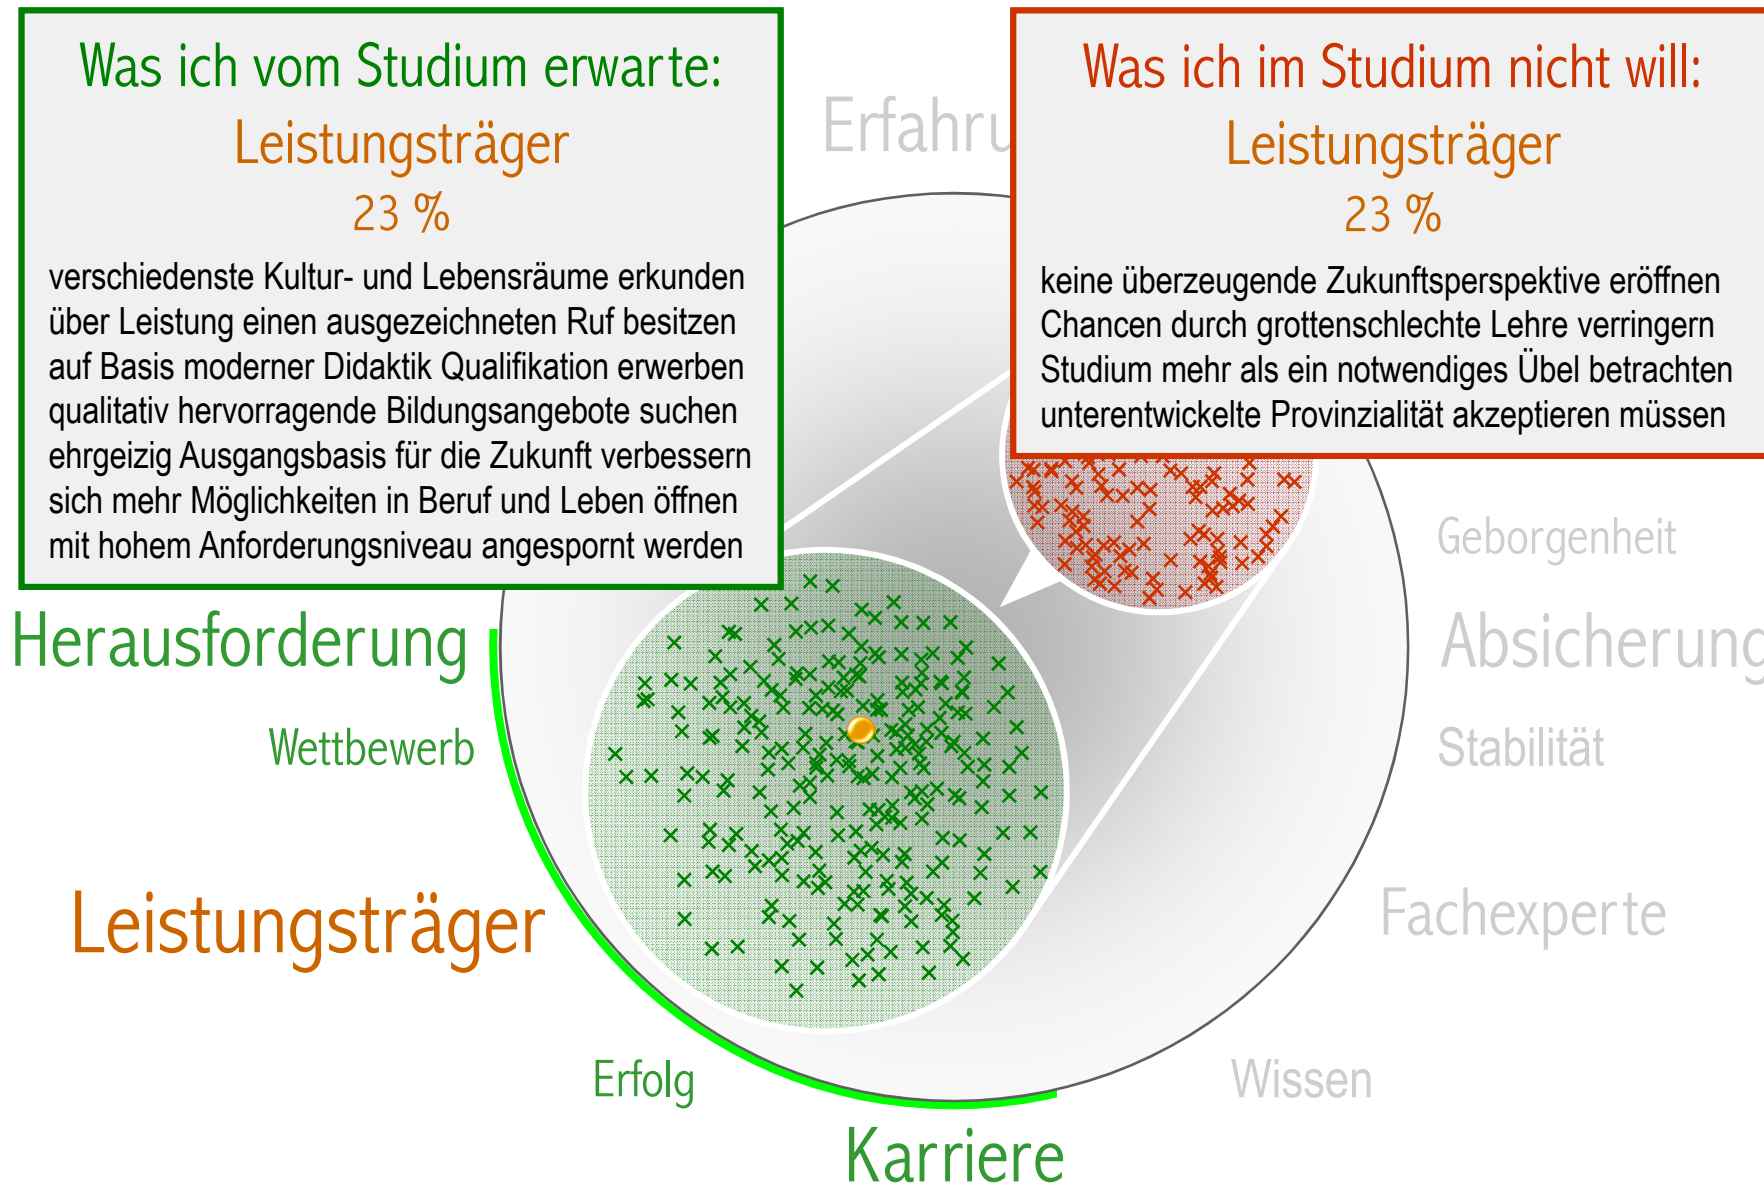 Was ich vom Studium erwarte:
Leistungsträger
23 %
verschiedenste Kultur- und Lebensräume erkunden
über Leistung einen ausgezeichneten Ruf besitzen
auf Basis moderner Didaktik Qualifikation erwerben
qualitativ hervorragende Bildungsangebote suchen
ehrgeizig Ausgangsbasis für die Zukunft verbessern
sich mehr Möglichkeiten in Beruf und Leben öffnen
mit hohem Anforderungsniveau angespornt werden
Was ich im Studium nicht will:
Leistungsträger
23 %
keine überzeugende Zukunftsperspektive eröffnen
Chancen durch grottenschlechte Lehre verringern
Studium mehr als ein notwendiges Übel betrachten
unterentwickelte Provinzialität akzeptieren müssen
Geborgenheit
Herausforderung
Absicherung
Wettbewerb
Stabilität
Leistungsträger
Fachexperte
Erfolg
Wissen
Karriere